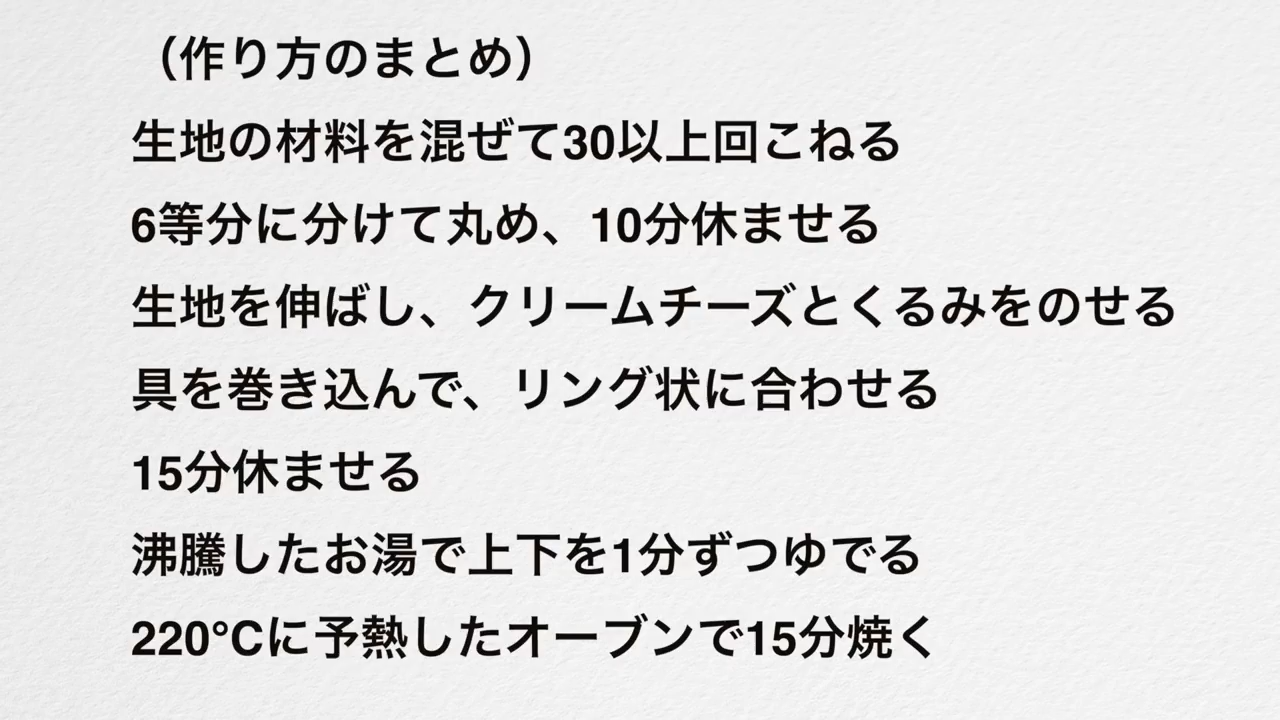 （作り方のまとめ）
生地の材料を混ぜて30以上回こねる
6等分に分けて丸め、10分休ませる
生地を伸ばし、クリームチーズとくるみをのせる
具を巻き込んで、リング状に合わせる
15分休ませる
沸騰したお湯で上下を1分ずつゆでる
220°Cに予熱したオーブンで15分焼く